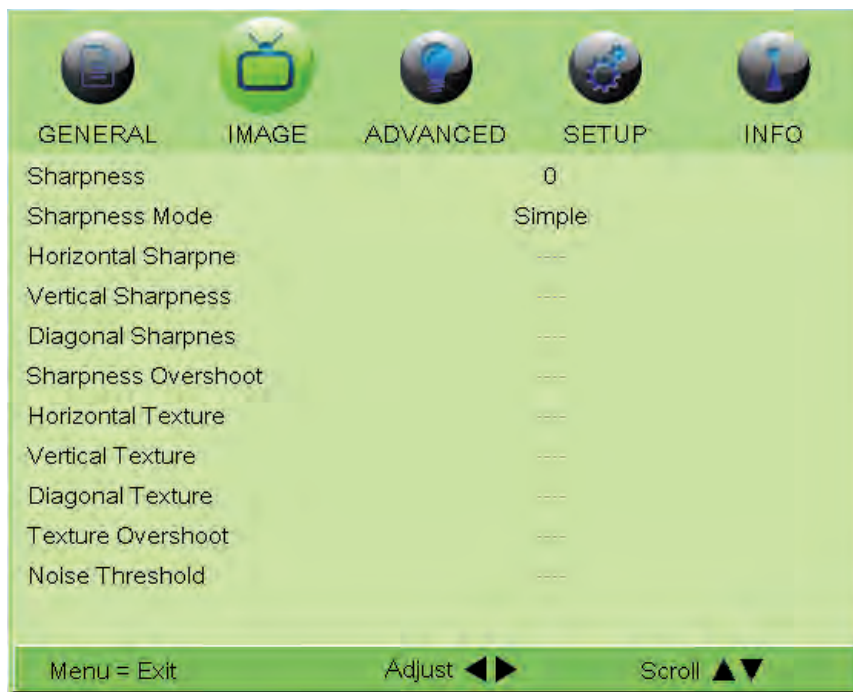 GENERAL IMAGE ADVANCED SETUP INFO
Sharpness 0
Sharpness Mode Simple
Horizontal Sharpne ----
Vertical Sharpness ----
Diagonal Sharpnes ----
Sharpness Overshoot ----
Horizontal Texture ----
Vertical Texture ----
Diagonal Texture ----
Texture Overshoot ----
Noise Threshold ----
Menu = Exit Adjust ◀▶ Scroll ▲▼